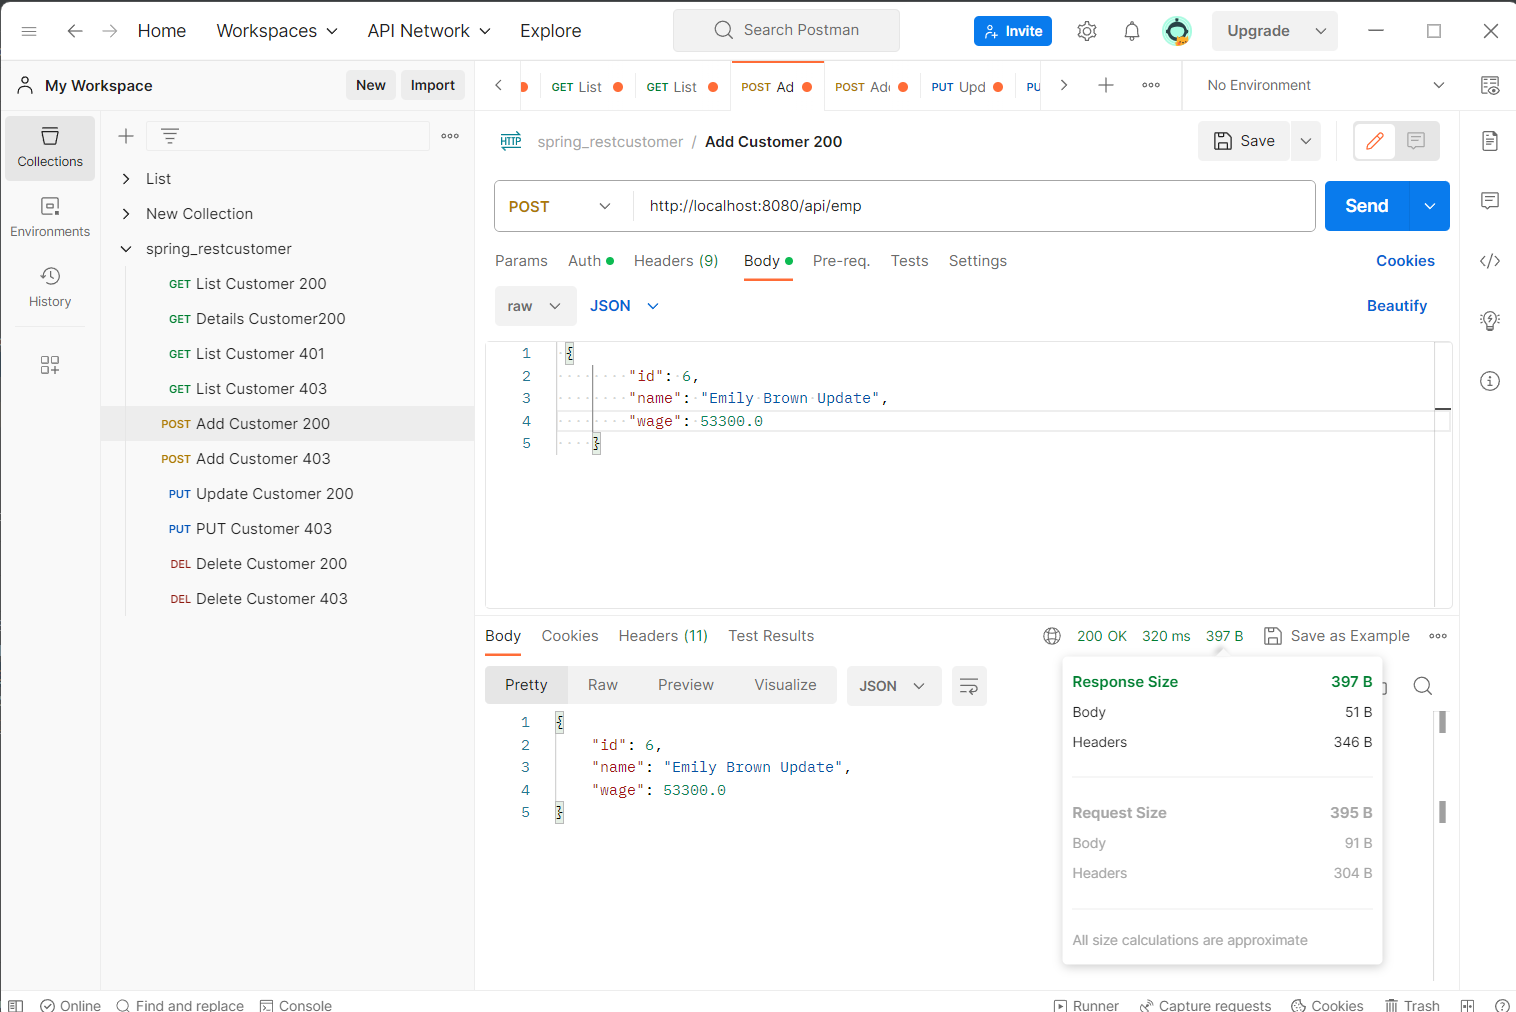 Home Workspaces API Network Explore Search Postman Invite Upgrade
My Workspace New Import
GET List GET List POST Ad POST Add PUT Upd PU No Environment
Collections
Environments
History
List
New Collection
spring_restcustomer
GET List Customer 200
GET Details Customer200
GET List Customer 401
GET List Customer 403
POST Add Customer 200
POST Add Customer 403
PUT Update Customer 200
PUT PUT Customer 403
DEL Delete Customer 200
DEL Delete Customer 403
HTTP spring_restcustomer / Add Customer 200 Save
POST http://localhost:8080/api/emp Send
Params Auth Headers (9) Body Pre-req. Tests Settings Cookies
raw JSON Beautify
1 {
2 "id": 6,
3 "name": "Emily Brown Update",
4 "wage": 53300.0
5 }
Body Cookies Headers (11) Test Results 200 OK 320 ms 397 B Save as Example
Pretty Raw Preview Visualize JSON
1 {
2 "id": 6,
3 "name": "Emily Brown Update",
4 "wage": 53300.0
5 }
Response Size 397 B
Body 51 B
Headers 346 B
Request Size 395 B
Body 91 B
Headers 304 B
All size calculations are approximate
Online Find and replace Console Runner Capture requests Cookies Trash